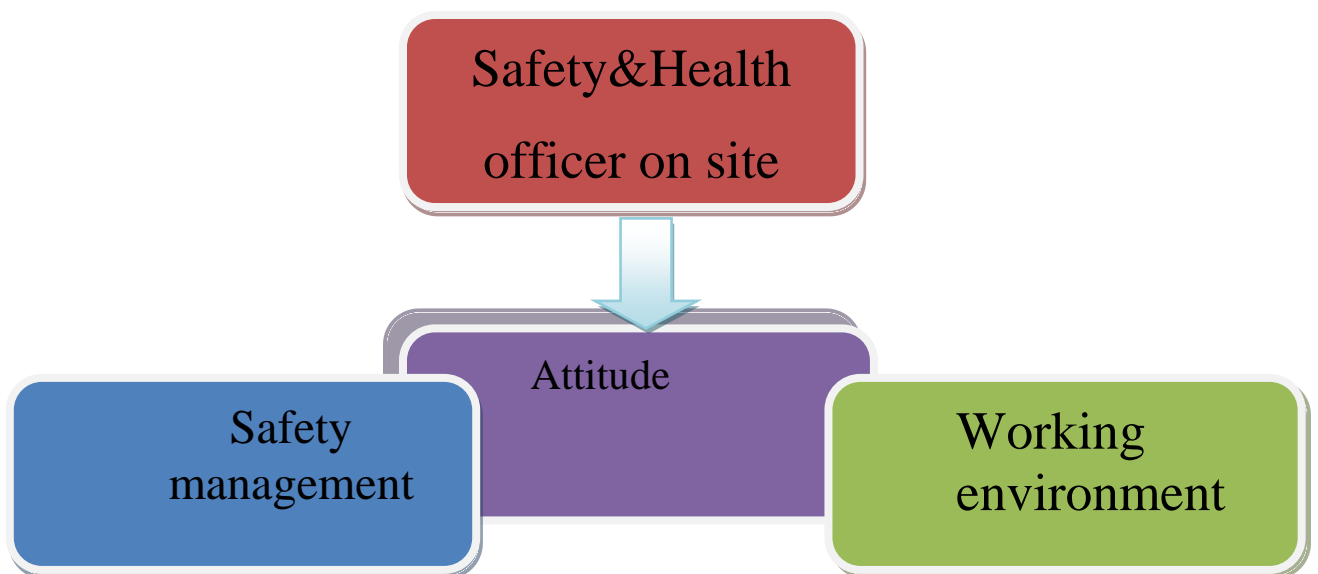 Safety&Health
officer on site
Attitude
Safety
management
Working
environment